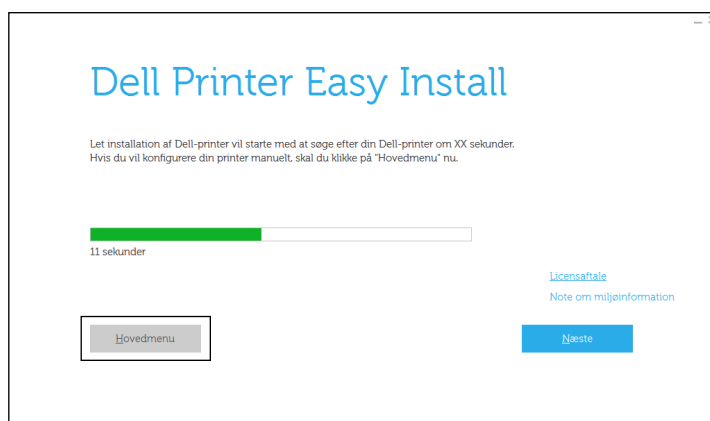 Dell Printer Easy Install
Let installation af Dell-printer vil starte med at søge efter din Dell-printer om XX sekunder.
Hvis du vil konfigurere din printer manuelt, skal du klikke på "Hovedmenu" nu.
11 sekunder
Licensaftale
Note om miljøinformation
Hovedmenu
Næste